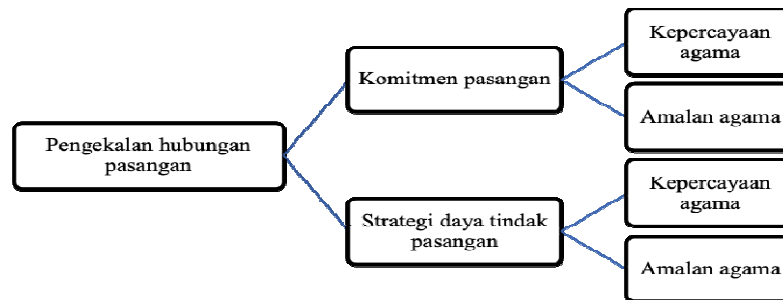 Pengekalan hubungan
pasangan
Komitmen pasangan
Kepercayaan
agama
Amalan agama
Strategi daya tindak
pasangan
Kepercayaan
agama
Amalan agama